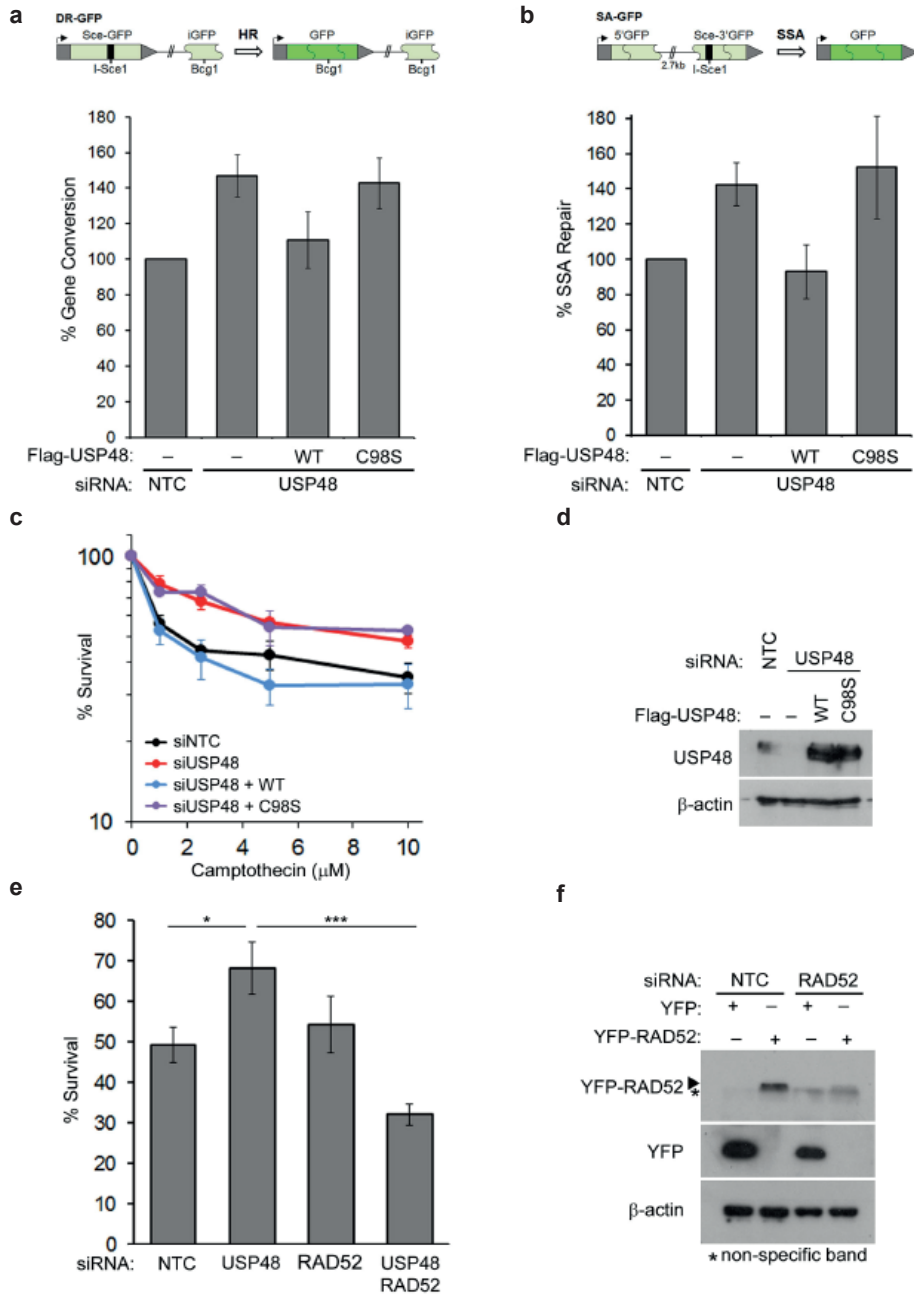 a
DR-GFP
Sce-GFP
iGFP
HR
GFP
iGFP
I-Sce1
Bcg1
Bcg1
Bcg1
% Gene Conversion
180
160
140
120
100
80
60
40
20
0
Flag-USP48: – – WT C98S
siRNA: NTC USP48
b
SA-GFP
5'GFP
Sce-3'GFP
SSA
GFP
2.7kb
I-Sce1
% SSA Repair
180
160
140
120
100
80
60
40
20
0
Flag-USP48: – – WT C98S
siRNA: NTC USP48
c
% Survival
100
10
siNTC
siUSP48
siUSP48 + WT
siUSP48 + C98S
0 2 4 6 8 10
Camptothecin (μM)
d
siRNA: NTC USP48
Flag-USP48: – – WT C98S
USP48
β-actin
e
% Survival
80
70
60
50
40
30
20
10
0
*
***
siRNA: NTC USP48 RAD52 USP48
RAD52
f
siRNA: NTC RAD52
YFP: + – + –
YFP-RAD52: – + – +
YFP-RAD52 *
YFP
β-actin
* non-specific band